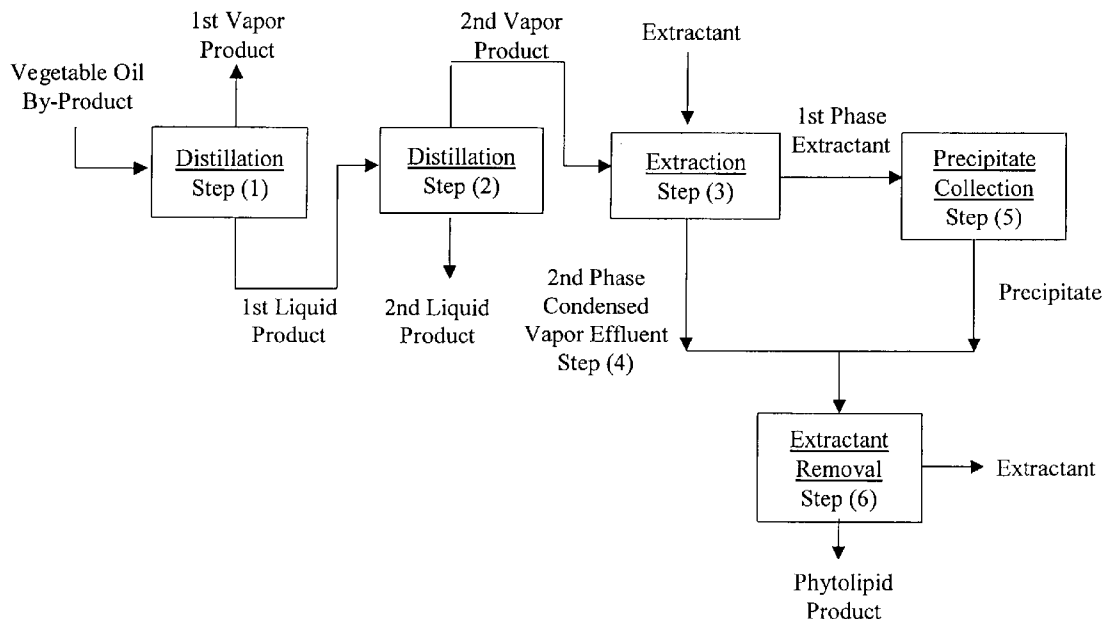 1st Vapor
Product
2nd Vapor
Product
Extractant
Vegetable Oil
By-Product
1st Phase
Extractant
Distillation
Step (1)
Distillation
Step (2)
Extraction
Step (3)
Precipitate
Collection
Step (5)
1st Liquid
Product
2nd Liquid
Product
2nd Phase
Condensed
Vapor Effluent
Step (4)
Precipitate
Extractant
Removal
Step (6)
Extractant
Phytolipid
Product